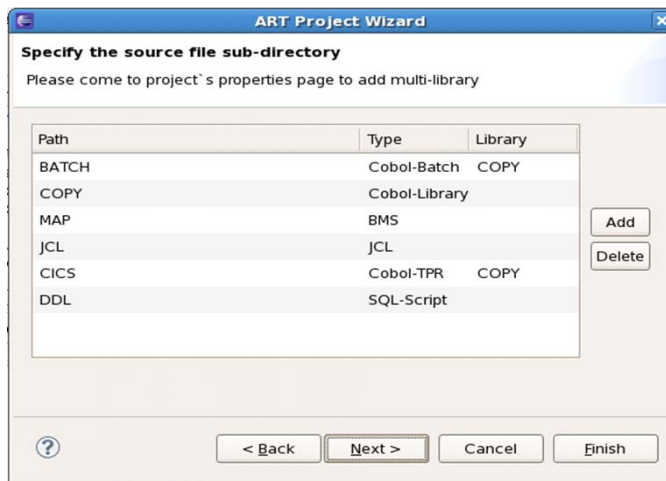 ART Project Wizard
Specify the source file sub-directory
Please come to project`s properties page to add multi-library
Path Type Library
BATCH Cobol-Batch COPY
COPY Cobol-Library
MAP BMS
JCL JCL
CICS Cobol-TPR COPY
DDL SQL-Script
Add
Delete
? < Back Next > Cancel Finish